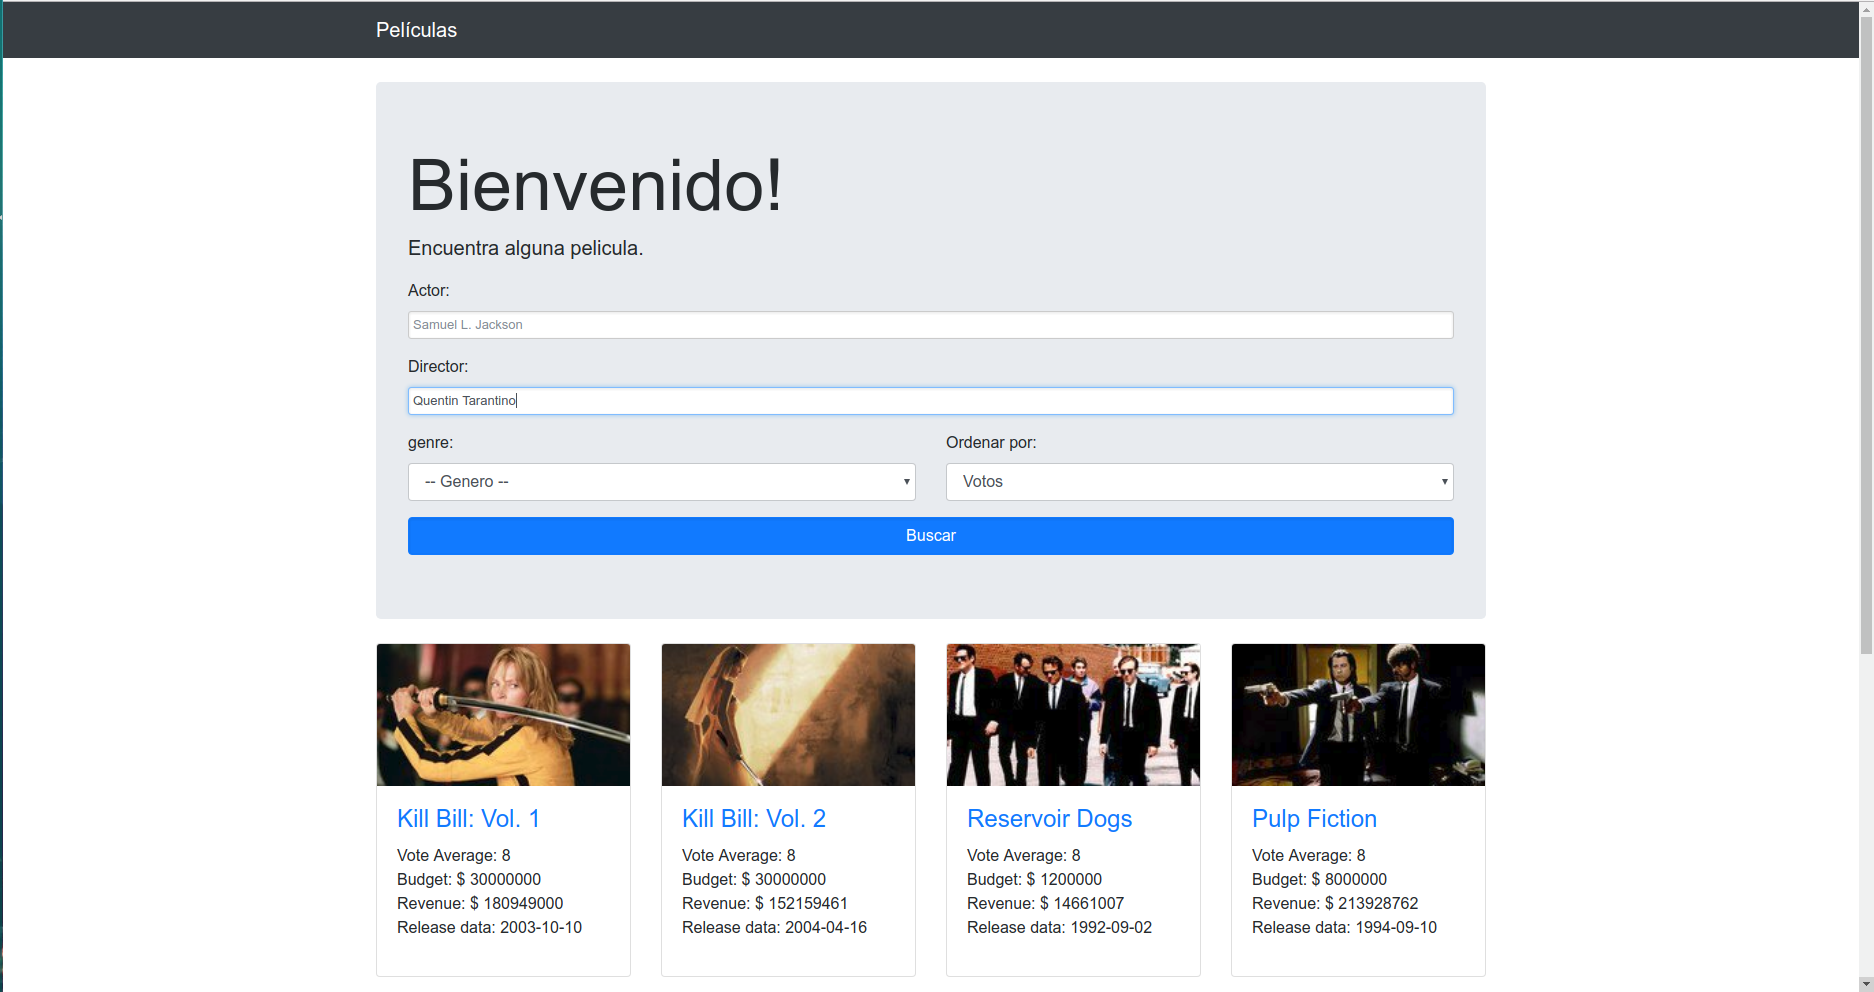 Películas
Bienvenido!
Encuentra alguna pelicula.
Actor:
Samuel L. Jackson
Director:
Quentin Tarantino
genre: Ordenar por:
-- Genero -- Votos
Buscar
Kill Bill: Vol. 1
Vote Average: 8
Budget: $ 30000000
Revenue: $ 180949000
Release data: 2003-10-10
Kill Bill: Vol. 2
Vote Average: 8
Budget: $ 30000000
Revenue: $ 152159461
Release data: 2004-04-16
Reservoir Dogs
Vote Average: 8
Budget: $ 1200000
Revenue: $ 14661007
Release data: 1992-09-02
Pulp Fiction
Vote Average: 8
Budget: $ 8000000
Revenue: $ 213928762
Release data: 1994-09-10